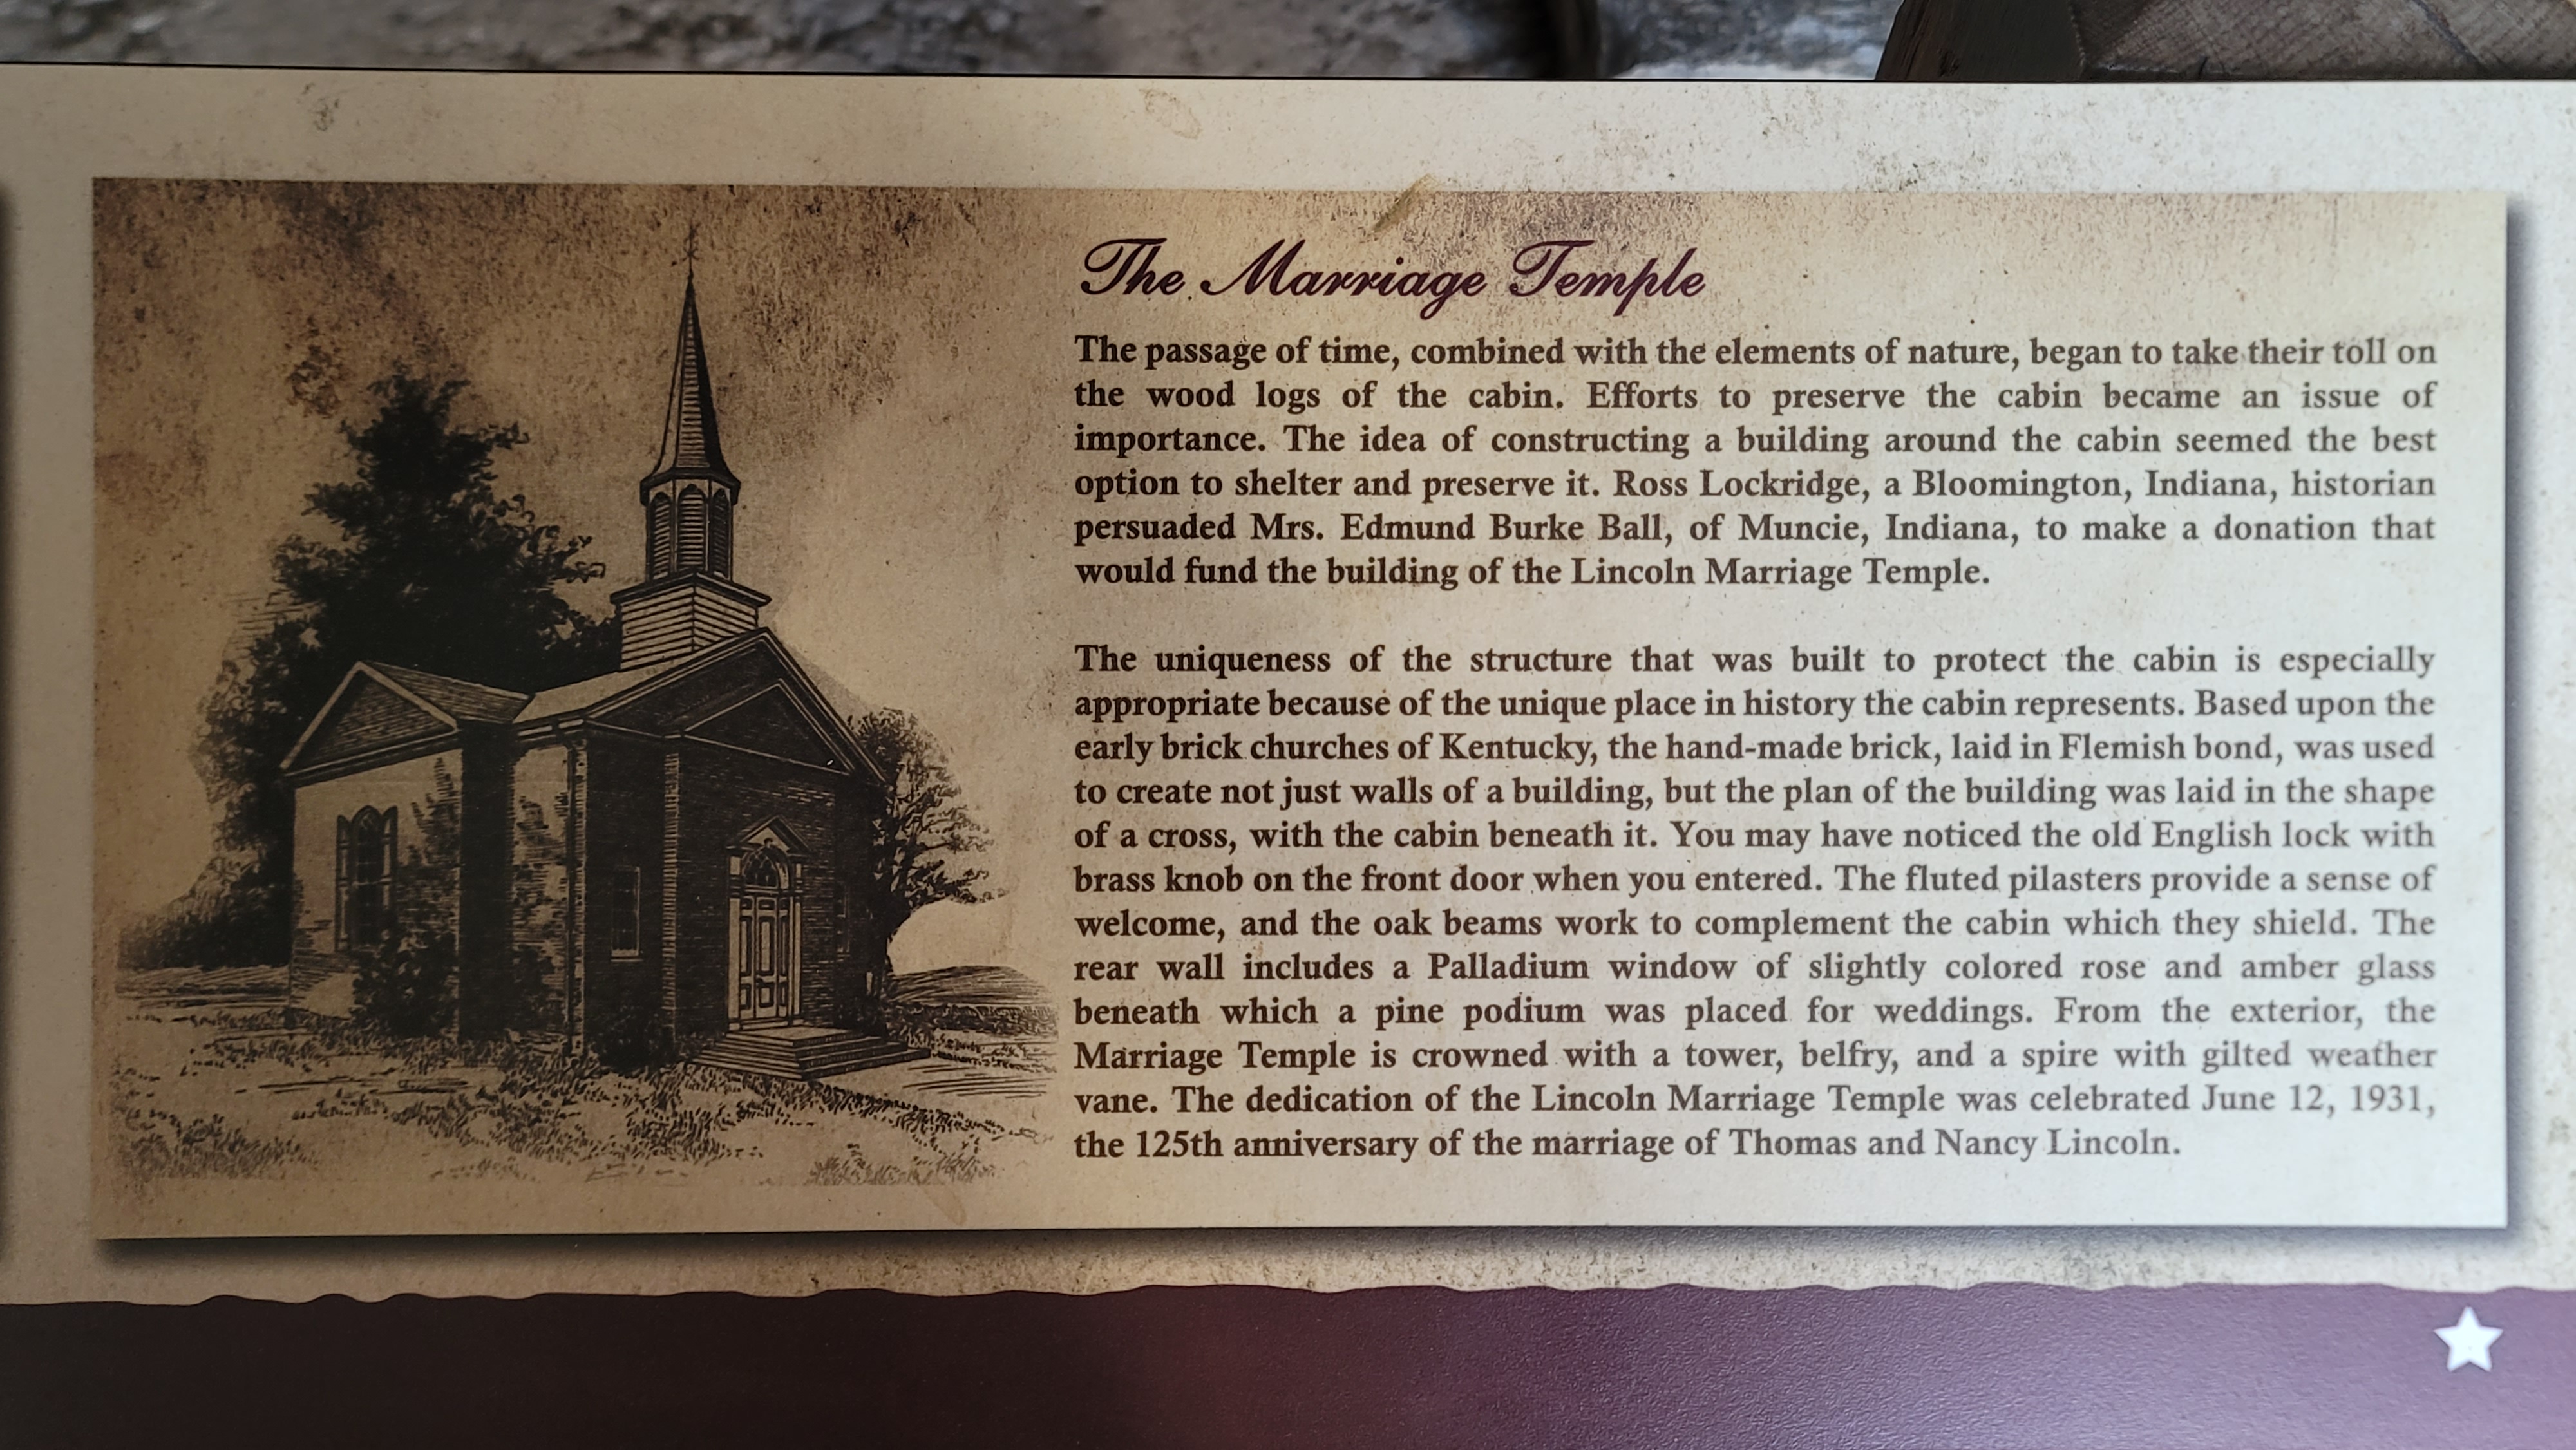 The Marriage Temple
The passage of time, combined with the elements of nature, began to take their toll on
the wood logs of the cabin. Efforts to preserve the cabin became an issue of
importance. The idea of constructing a building around the cabin seemed the best
option to shelter and preserve it. Ross Lockridge, a Bloomington, Indiana, historian
persuaded Mrs. Edmund Burke Ball, of Muncie, Indiana, to make a donation that
would fund the building of the Lincoln Marriage Temple.
The uniqueness of the structure that was built to protect the cabin is especially
appropriate because of the unique place in history the cabin represents. Based upon the
early brick churches of Kentucky, the hand-made brick, laid in Flemish bond, was used
to create not just walls of a building, but the plan of the building was laid in the shape
of a cross, with the cabin beneath it. You may have noticed the old English lock with
brass knob on the front door when you entered. The fluted pilasters provide a sense of
welcome, and the oak beams work to complement the cabin which they shield. The
rear wall includes a Palladium window of slightly colored rose and amber glass
beneath which a pine podium was placed for weddings. From the exterior, the
Marriage Temple is crowned with a tower, belfry, and a spire with gilted weather
vane. The dedication of the Lincoln Marriage Temple was celebrated June 12, 1931,
the 125th anniversary of the marriage of Thomas and Nancy Lincoln.